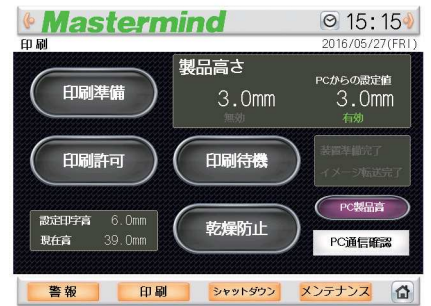 Mastermind
15:15
印刷
2016/05/27(FRI)
製品高さ
PCからの設定値
3.0mm
3.0mm
無効
有効
印刷準備
印刷許可
印刷待機
装置準備完了
イメージ転送完了
設定印字高 6.0mm
現在高 39.0mm
乾燥防止
PC製品高
PC通信確認
警報
印刷
シャットダウン
メンテナンス